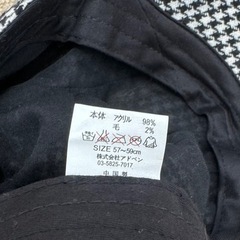 本体 アクリル 98%
毛 2%
SIZE 57~59cm
株式会社アドベン
03-5825-7017
中国製